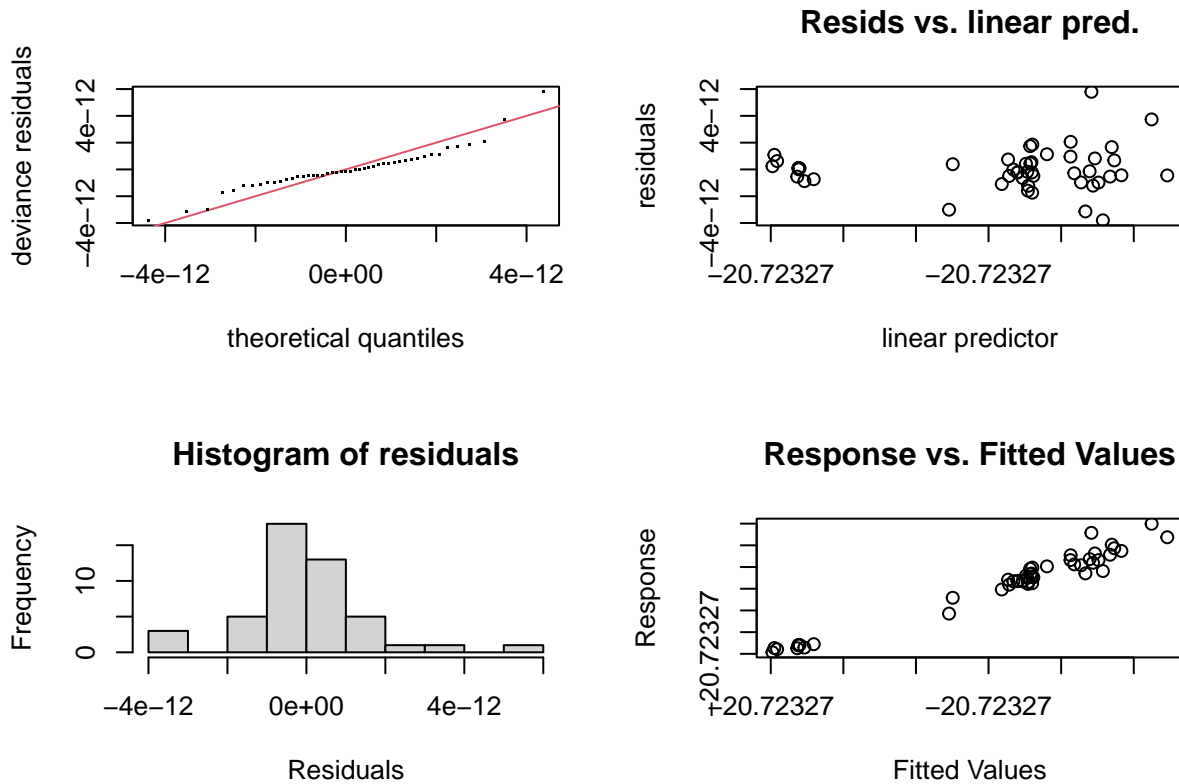 deviance residuals
4e−12
−4e−12
−4e−12
0e+00
4e−12
theoretical quantiles
Resids vs. linear pred.
residuals
4e−12
−4e−12
−20.72327
−20.72327
linear predictor
Histogram of residuals
Frequency
10
0
−4e−12
0e+00
4e−12
Residuals
Response vs. Fitted Values
Response
−20.72327
−20.72327
−20.72327
Fitted Values